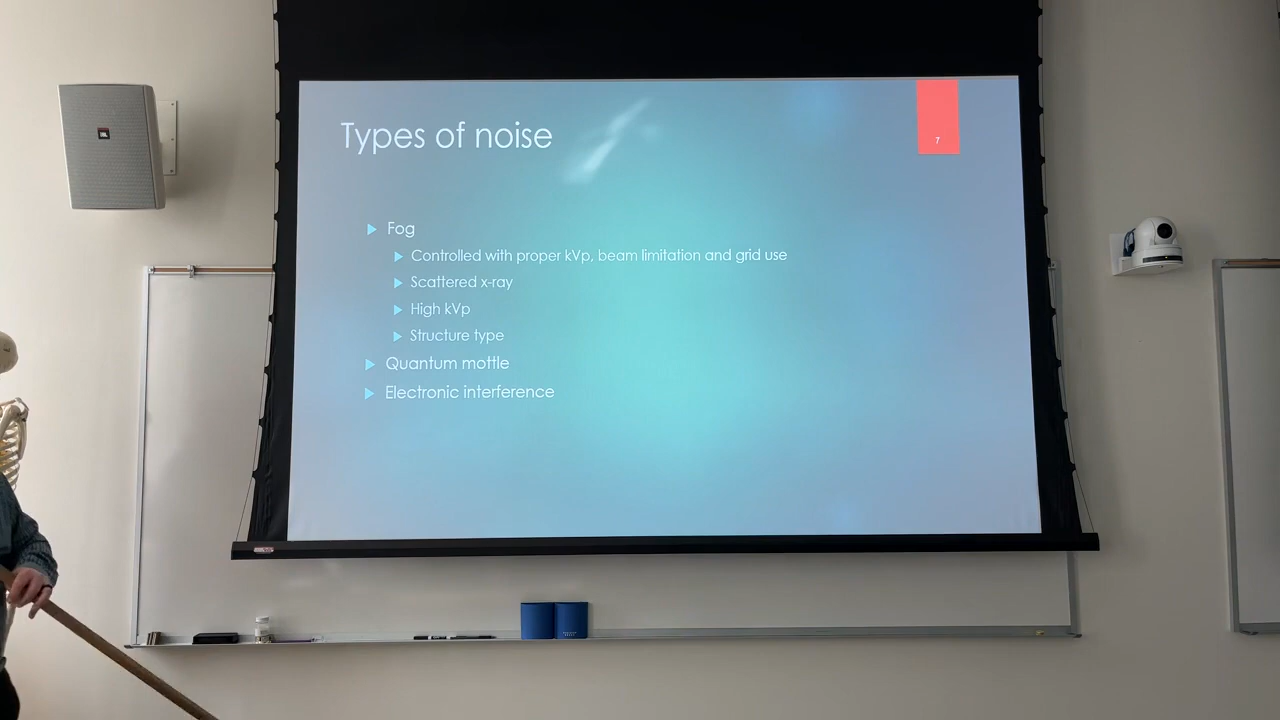 Types of noise
7
Fog
Controlled with proper kVp, beam limitation and grid use
Scattered x-ray
High kVp
Structure type
Quantum mottle
Electronic interference
JBL